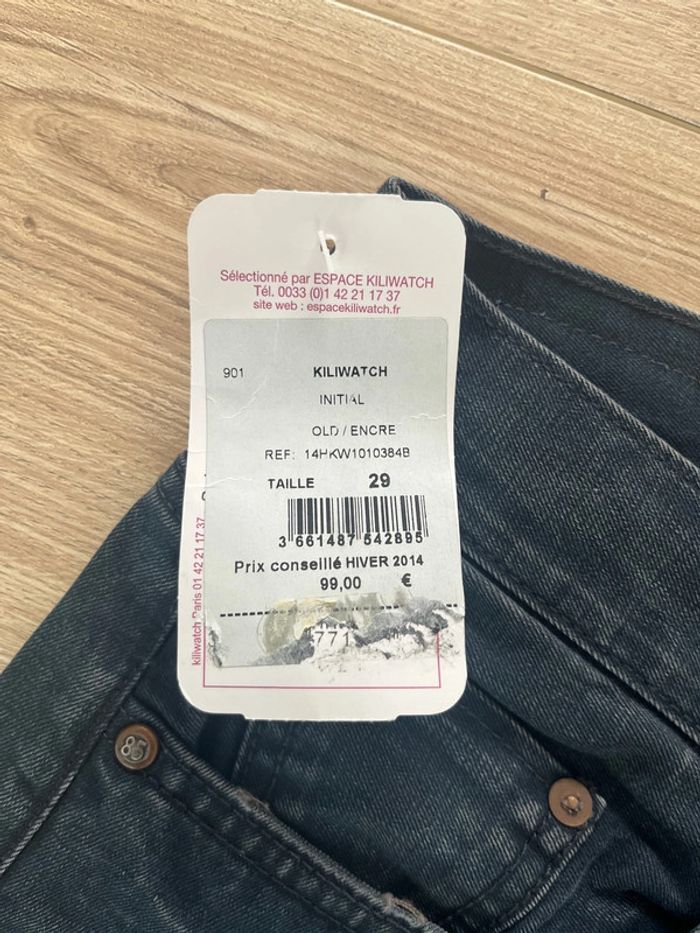 Sélectionné par ESPACE KILIWATCH
Tél. 0033 (0)1 42 21 17 37
site web : espacekiliwatch.fr
901 KILIWATCH
INITIAL
OLD / ENCRE
REF: 14HKW1010384B
TAILLE 29
3 661487 542895
Prix conseillé HIVER 2014
99,00 €
771
kiliwatch Paris 01 42 21 17 37
85